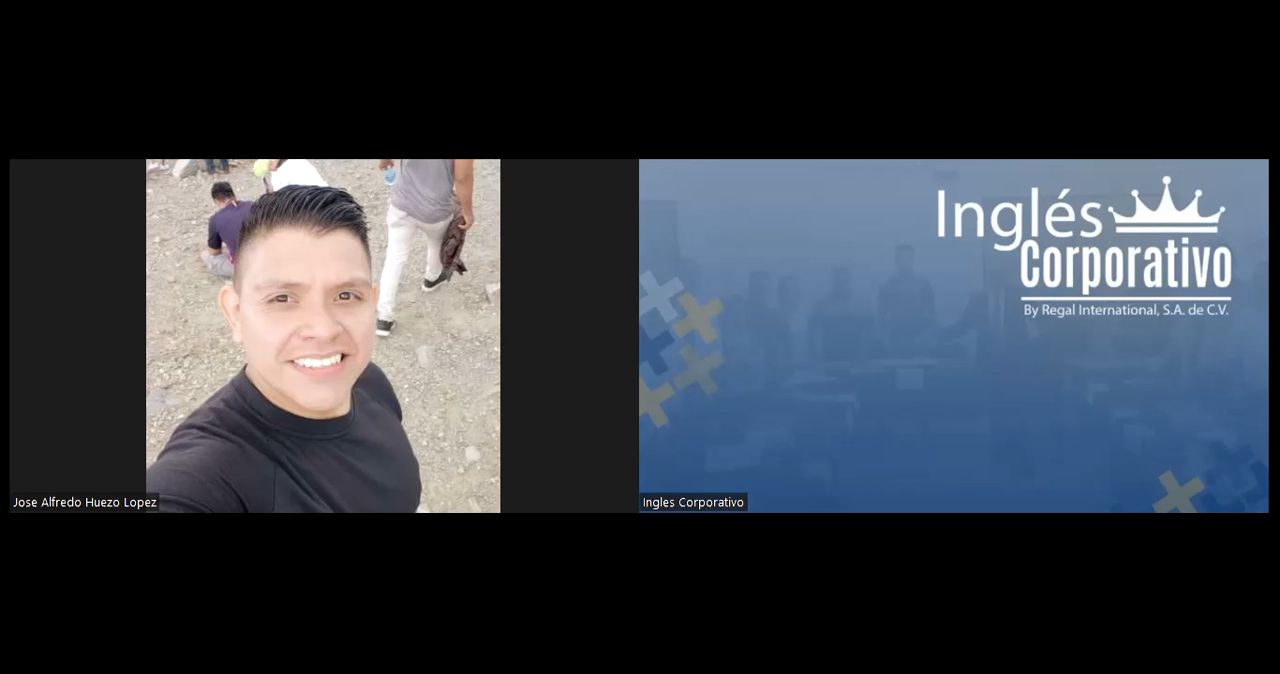 Inglés
Corporativo
By Regal International, S.A. de C.V.
Jose Alfredo Huezo Lopez
Ingles Corporativo